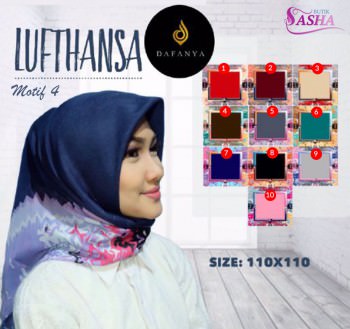 LUFTHANSA
Motif 4
DAFANYA
BUTIK
SASHA
1
2
3
4
5
6
7
8
9
10
SIZE: 110X110